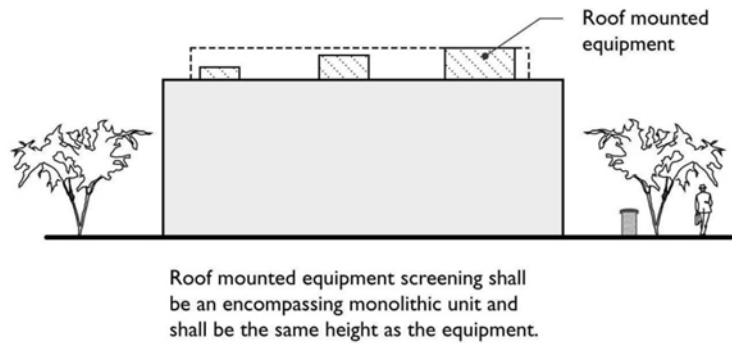 Roof mounted
equipment
Roof mounted equipment screening shall
be an encompassing monolithic unit and
shall be the same height as the equipment.